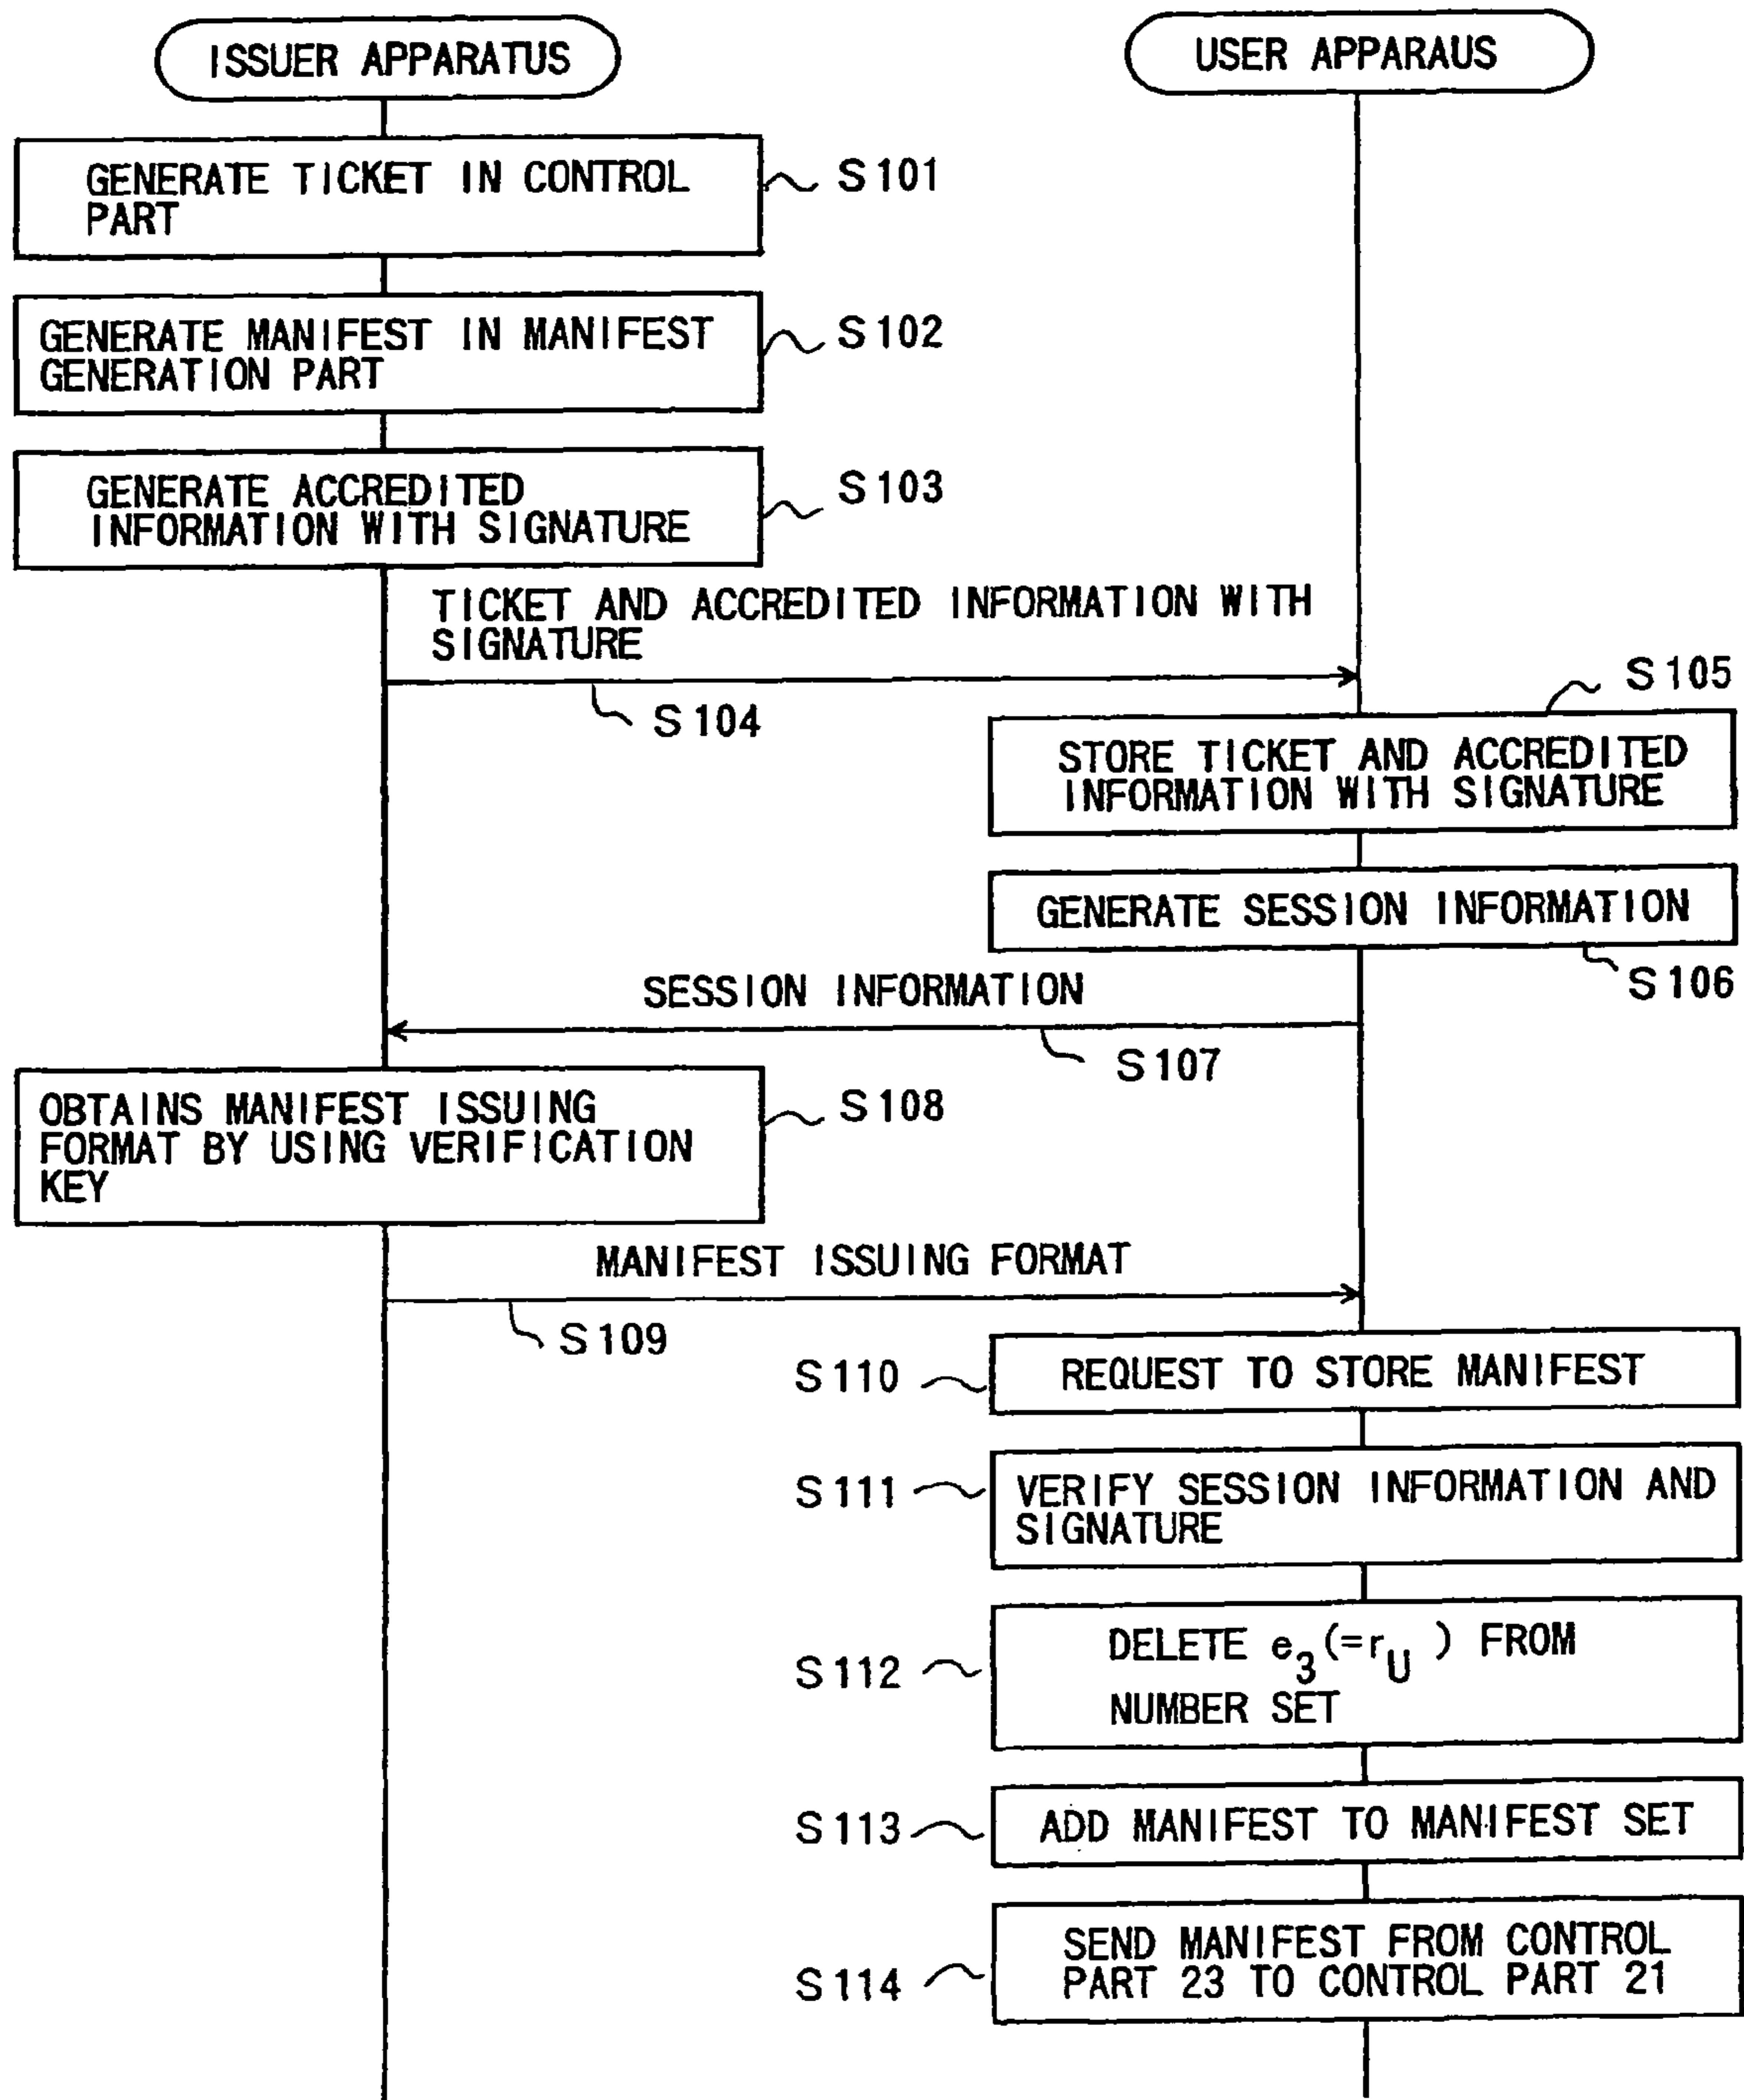 ISSUER APPARATUS
USER APPARAUS
GENERATE TICKET IN CONTROL
PART
S101
GENERATE MANIFEST IN MANIFEST
GENERATION PART
S102
GENERATE ACCREDITED
INFORMATION WITH SIGNATURE
S103
TICKET AND ACCREDITED INFORMATION WITH
SIGNATURE
S104
S105
STORE TICKET AND ACCREDITED
INFORMATION WITH SIGNATURE
GENERATE SESSION INFORMATION
S106
SESSION INFORMATION
S107
OBTAINS MANIFEST ISSUING
FORMAT BY USING VERIFICATION
KEY
S108
MANIFEST ISSUING FORMAT
S109
S110
REQUEST TO STORE MANIFEST
S111
VERIFY SESSION INFORMATION AND
SIGNATURE
S112
DELETE e3(=rU) FROM
NUMBER SET
S113
ADD MANIFEST TO MANIFEST SET
S114
SEND MANIFEST FROM CONTROL
PART 23 TO CONTROL PART 21